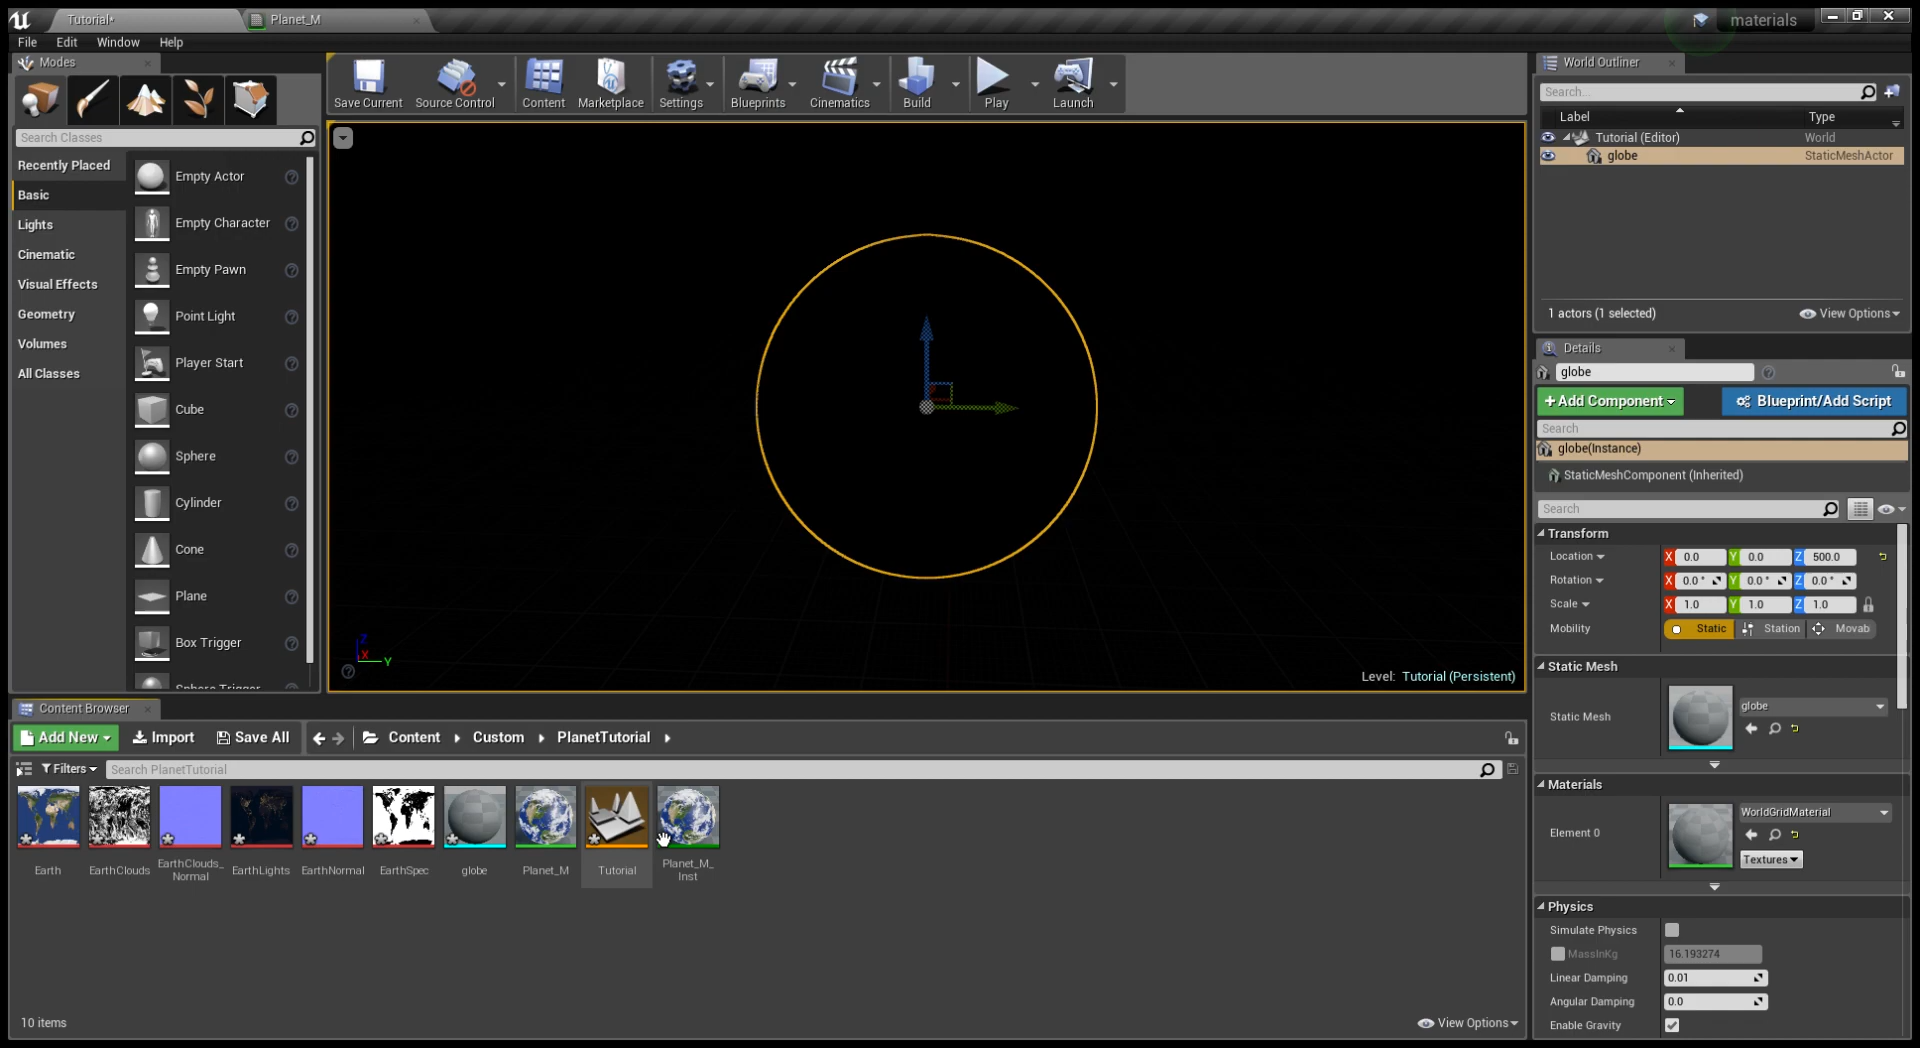 Tutorial*
Planet_M
materials
File
Edit
Window
Help
Modes
Save Current
Source Control
Content
Marketplace
Settings
Blueprints
Cinematics
Build
Play
Launch
Search Classes
Recently Placed
Basic
Lights
Cinematic
Visual Effects
Geometry
Volumes
All Classes
Empty Actor
Empty Character
Empty Pawn
Point Light
Player Start
Cube
Sphere
Cylinder
Cone
Plane
Box Trigger
Sphere Trigger
Z
X
Y
Level: Tutorial (Persistent)
World Outliner
Search...
Label
Type
Tutorial (Editor)
World
globe
StaticMeshActor
1 actors (1 selected)
View Options
Details
globe
+Add Component
Blueprint/Add Script
Search
globe(Instance)
StaticMeshComponent (Inherited)
Search
Transform
Location
X 0.0
Y 0.0
Z 500.0
Rotation
X 0.0 °
Y 0.0 °
Z 0.0 °
Scale
X 1.0
Y 1.0
Z 1.0
Mobility
Static
Station
Movab
Static Mesh
Static Mesh
globe
Materials
Element 0
WorldGridMaterial
Textures
Physics
Simulate Physics
MassInKg
16.193274
Linear Damping
0.01
Angular Damping
0.0
Enable Gravity
Content Browser
Add New
Import
Save All
Content
Custom
PlanetTutorial
Filters
Search PlanetTutorial
Earth
EarthClouds
EarthClouds_
Normal
EarthLights
EarthNormal
EarthSpec
globe
Planet_M
Tutorial
Planet_M_
Inst
10 items
View Options